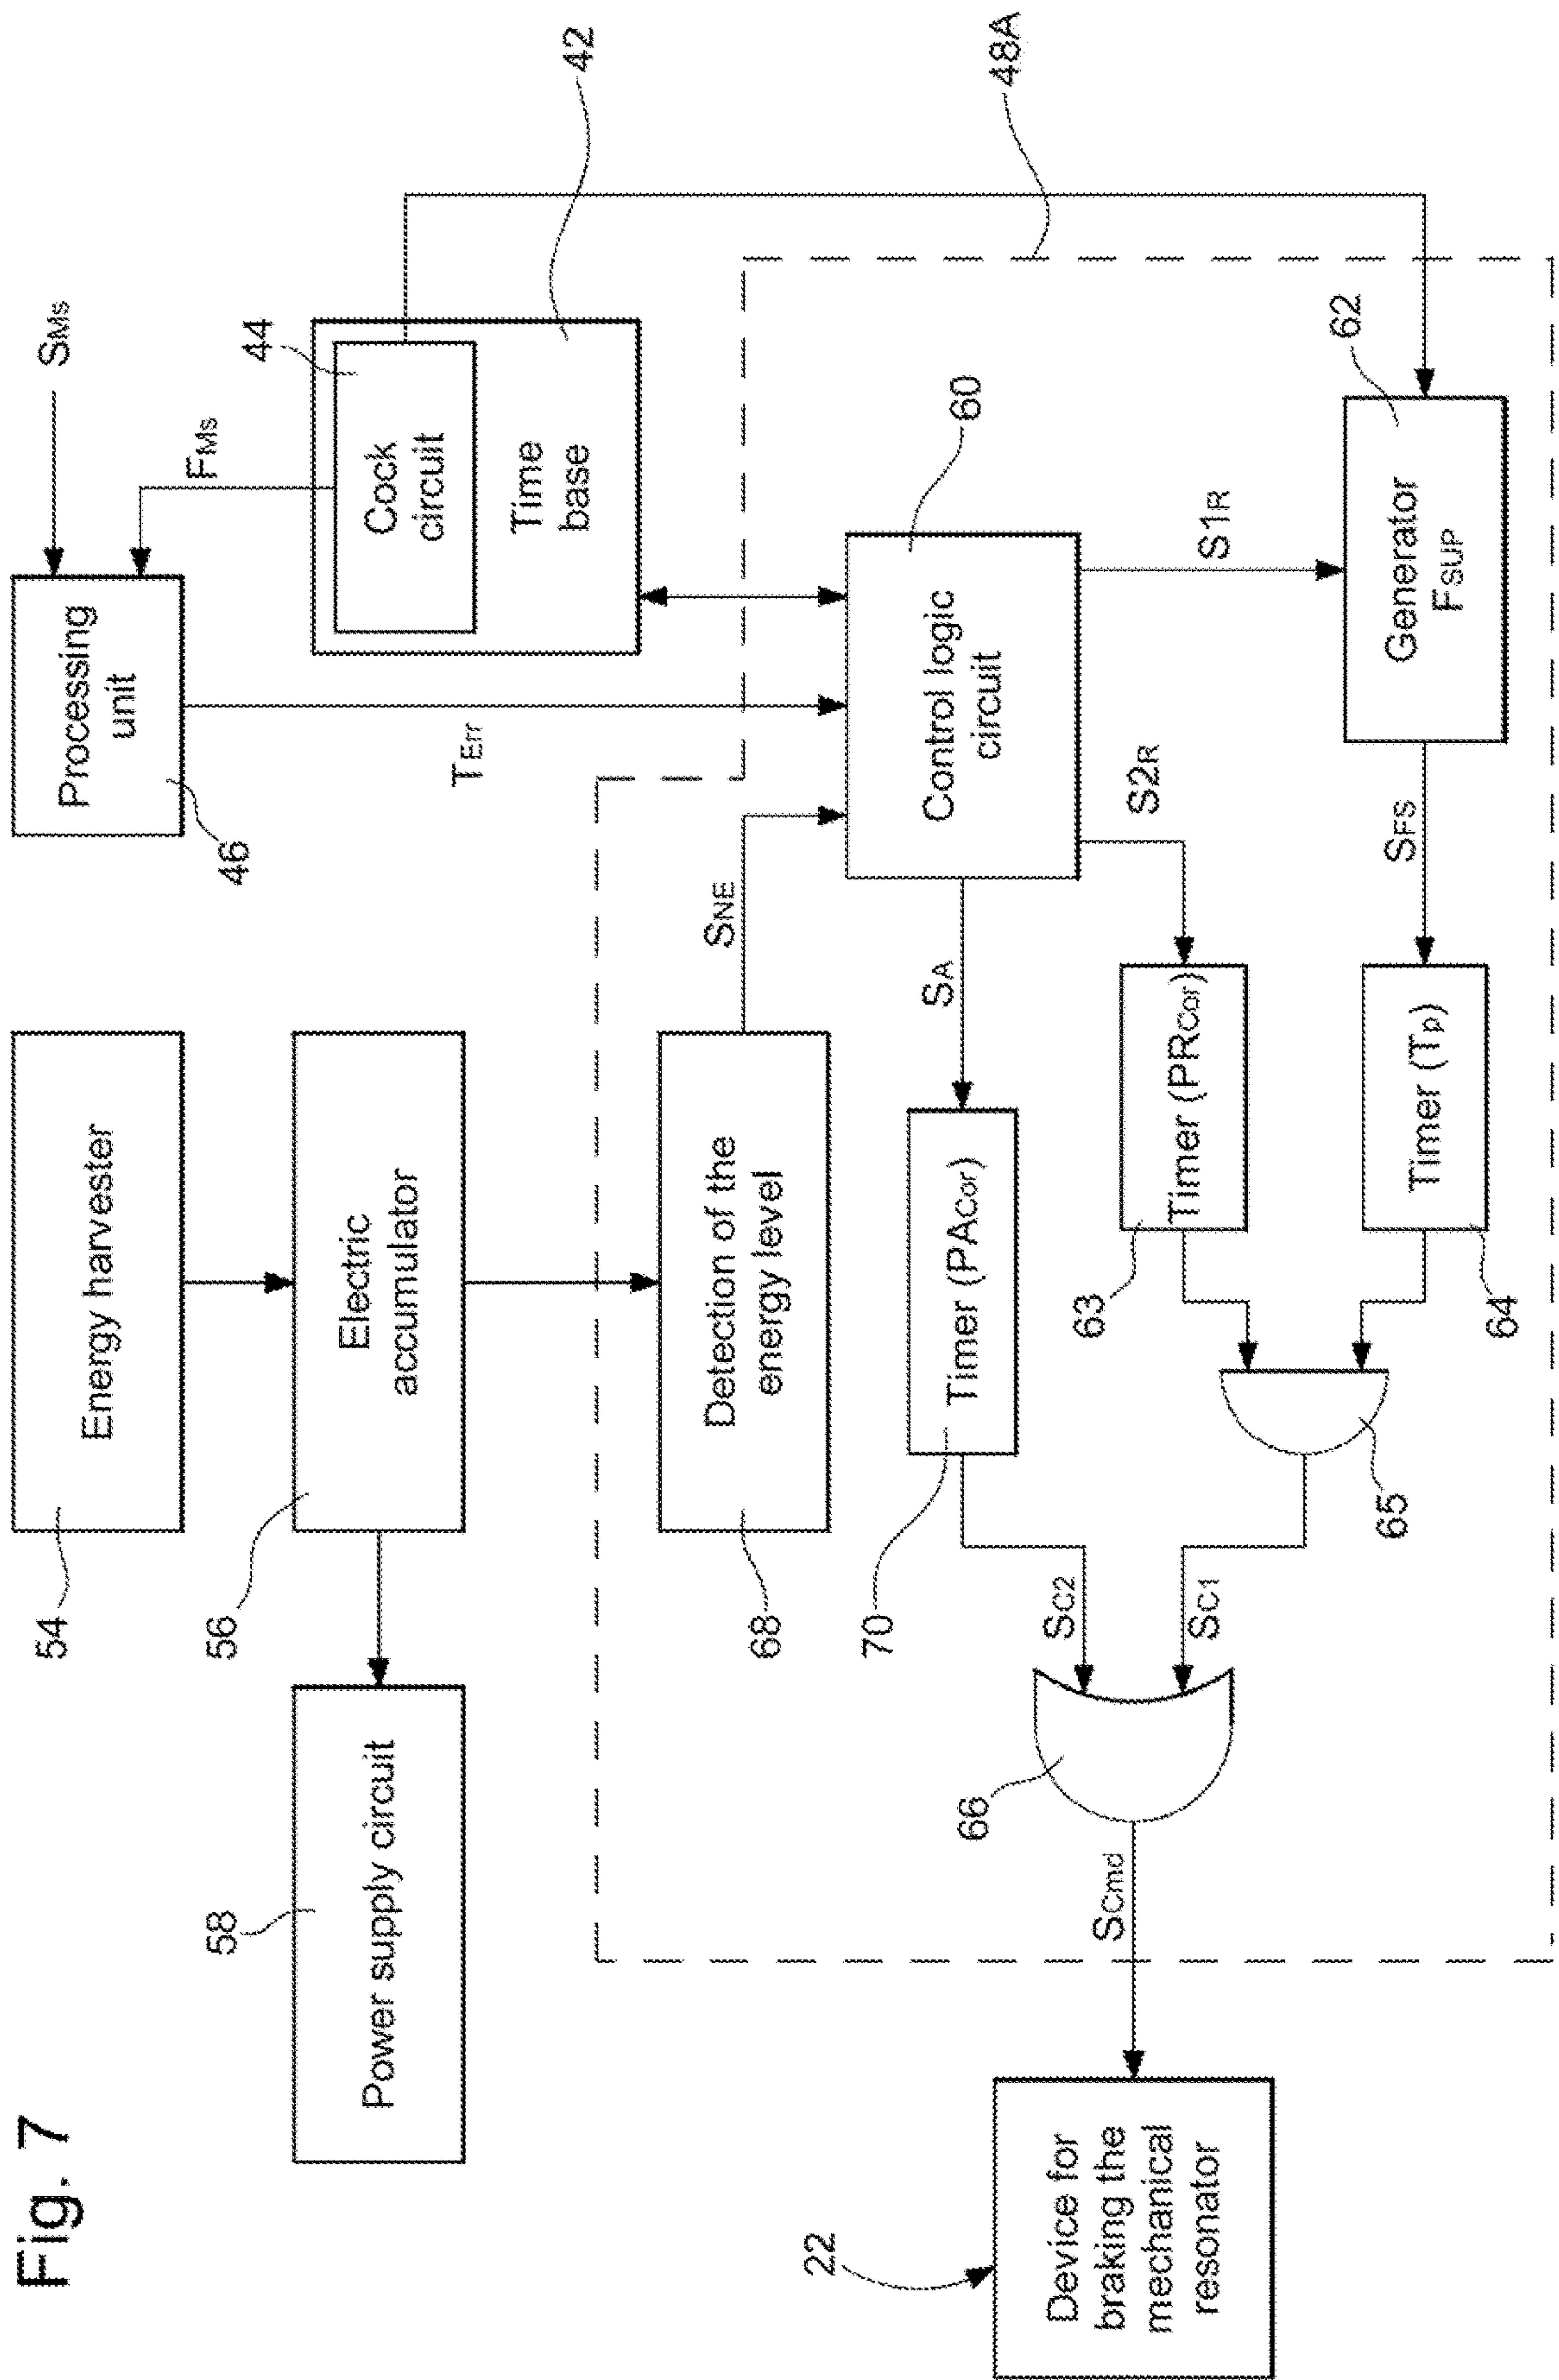 Fig. 7
54
Energy harvester
46
Processing
unit
SMs
FMs
44
Cock
circuit
Time
base
42
58
Power supply circuit
56
Electric
accumulator
TErr
48A
68
Detection of the
energy level
SNE
60
Control logic
circuit
SA
S2R
S1R
62
Generator
FSUP
SFS
70
Timer (PACor)
63
Timer (PRCor)
64
Timer (Tp)
65
SC2
SC1
66
SCmd
22
Device for
braking the
mechanical
resonator